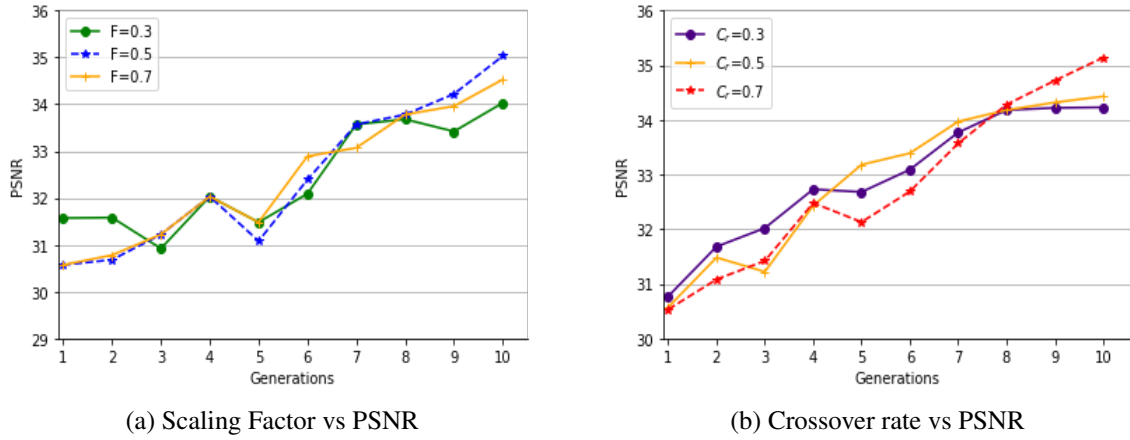 36
35
34
33
32
31
30
29
PSNR
F=0.3
F=0.5
F=0.7
1 2 3 4 5 6 7 8 9 10
Generations
(a) Scaling Factor vs PSNR
36
35
34
33
32
31
30
PSNR
Cr=0.3
Cr=0.5
Cr=0.7
1 2 3 4 5 6 7 8 9 10
Generations
(b) Crossover rate vs PSNR